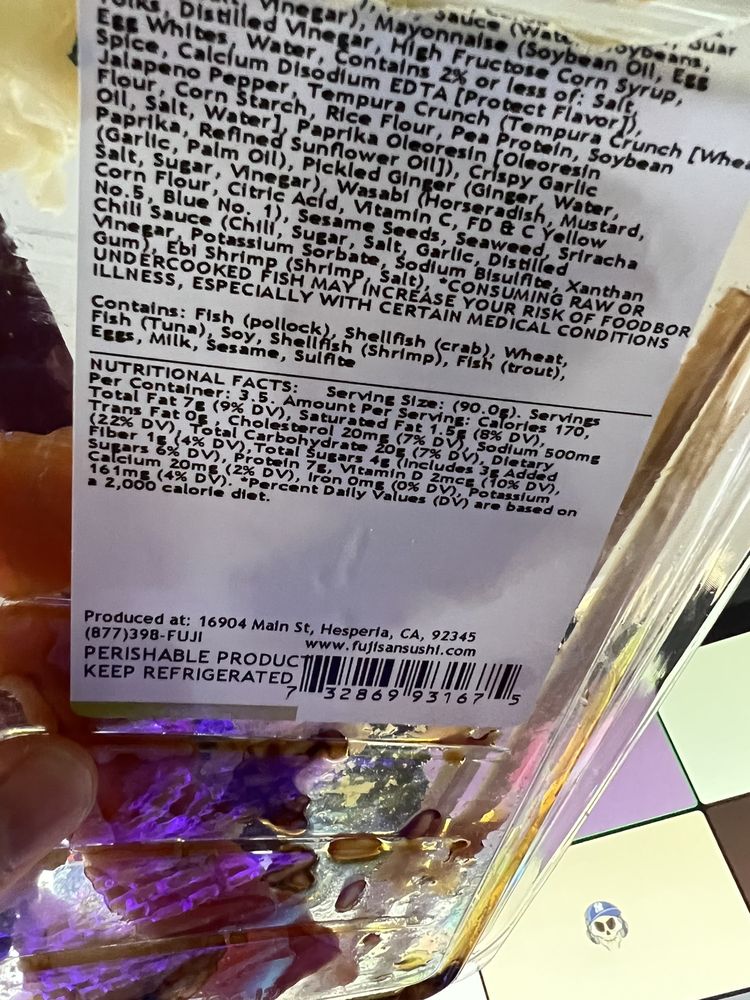 Vinegar), Sauce (
Yolks, Distilled Vinegar), Mayonnaise (Soybean Oil, Egg
Egg Whites, Water, High Fructose Corn Syrup,
Spice, Calcium Disodium EDTA [Protect Flavor]),
Contains 2% or less of: Salt,
Jalapeno Pepper, Tempura Crunch (Tempura Crunch
Flour, Corn Starch, Rice Flour, Pea Protein, Soybean
Oil, Salt, Water], Paprika Oleoresin [Oleoresin
Paprika, Refined Sunflower Oil]), Crispy Garlic
(Garlic, Palm Oil), Pickled Ginger (Ginger, Water,
Salt, Sugar, Vinegar), Wasabi (Horseradish, Mustard,
Corn Flour, Citric Acid, Vitamin C, FD & C Yellow
No.5, Blue No. 1), Sesame Seeds, Seaweed, Sriracha
Chili Sauce (Chili, Sugar, Salt, Garlic, Distilled
Vinegar, Potassium Sorbate, Sodium Bisulfite, Xanthan
Gum), Ebi Shrimp (Shrimp, Salt), *CONSUMING RAW OR
UNDERCOOKED FISH MAY INCREASE YOUR RISK OF FOODBOR
ILLNESS, ESPECIALLY WITH CERTAIN MEDICAL CONDITIONS
Contains: Fish (pollock), Shellfish (crab), Wheat,
Fish (Tuna), Soy, Shellfish (Shrimp), Fish (trout),
Eggs, Milk, Sesame, Sulfite
NUTRITIONAL FACTS: Serving Size: (90.0g). Servings
Per Container: 3.5. Amount Per Serving: Calories 170,
Total Fat 7g (9% DV), Saturated Fat 1.5g (8% DV),
Trans Fat 0g, Cholesterol 20mg (7% DV), Sodium 500mg
(22% DV), Total Carbohydrate 20g (7% DV), Dietary
Fiber 1g (4% DV), Total Sugars 4g (Includes 3g Added
Sugars 6% DV), Protein 7g, Vitamin D 2mcg (10% DV),
Calcium 20mg (2% DV), Iron 0mg (0% DV), Potassium
161mg (4% DV). *Percent Daily Values (DV) are based on
a 2,000 calorie diet.
Produced at: 16904 Main St, Hesperia, CA, 92345
(877)398-FUJI www.fujisansushi.com
PERISHABLE PRODUCT
KEEP REFRIGERATED
7 32869 93167 5